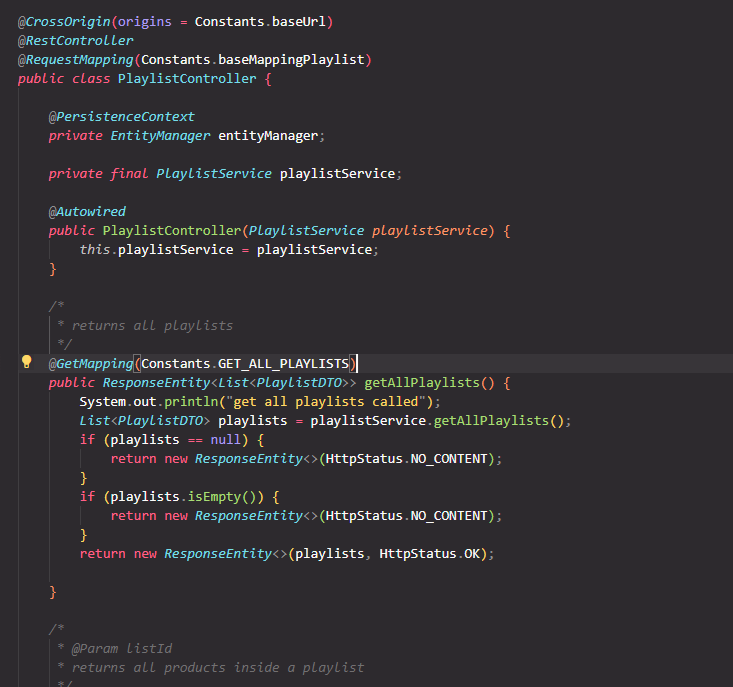 @CrossOrigin(origins = Constants.baseUrl)
@RestController
@RequestMapping(Constants.baseMappingPlaylist)
public class PlaylistController {
@PersistenceContext
private EntityManager entityManager;
private final PlaylistService playlistService;
@Autowired
public PlaylistController(PlaylistService playlistService) {
this.playlistService = playlistService;
}
/*
* returns all playlists
*/
@GetMapping(Constants.GET_ALL_PLAYLISTS)
public ResponseEntity<List<PlaylistDTO>> getAllPlaylists() {
System.out.println("get all playlists called");
List<PlaylistDTO> playlists = playlistService.getAllPlaylists();
if (playlists == null) {
return new ResponseEntity<>(HttpStatus.NO_CONTENT);
}
if (playlists.isEmpty()) {
return new ResponseEntity<>(HttpStatus.NO_CONTENT);
}
return new ResponseEntity<>(playlists, HttpStatus.OK);
}
/*
* @Param listId
* returns all products inside a playlist
*/